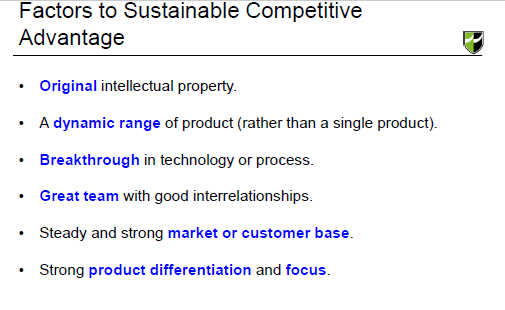 Factors to Sustainable Competitive
Advantage
• Original intellectual property.
• A dynamic range of product (rather than a single product).
• Breakthrough in technology or process.
• Great team with good interrelationships.
• Steady and strong market or customer base.
• Strong product differentiation and focus.